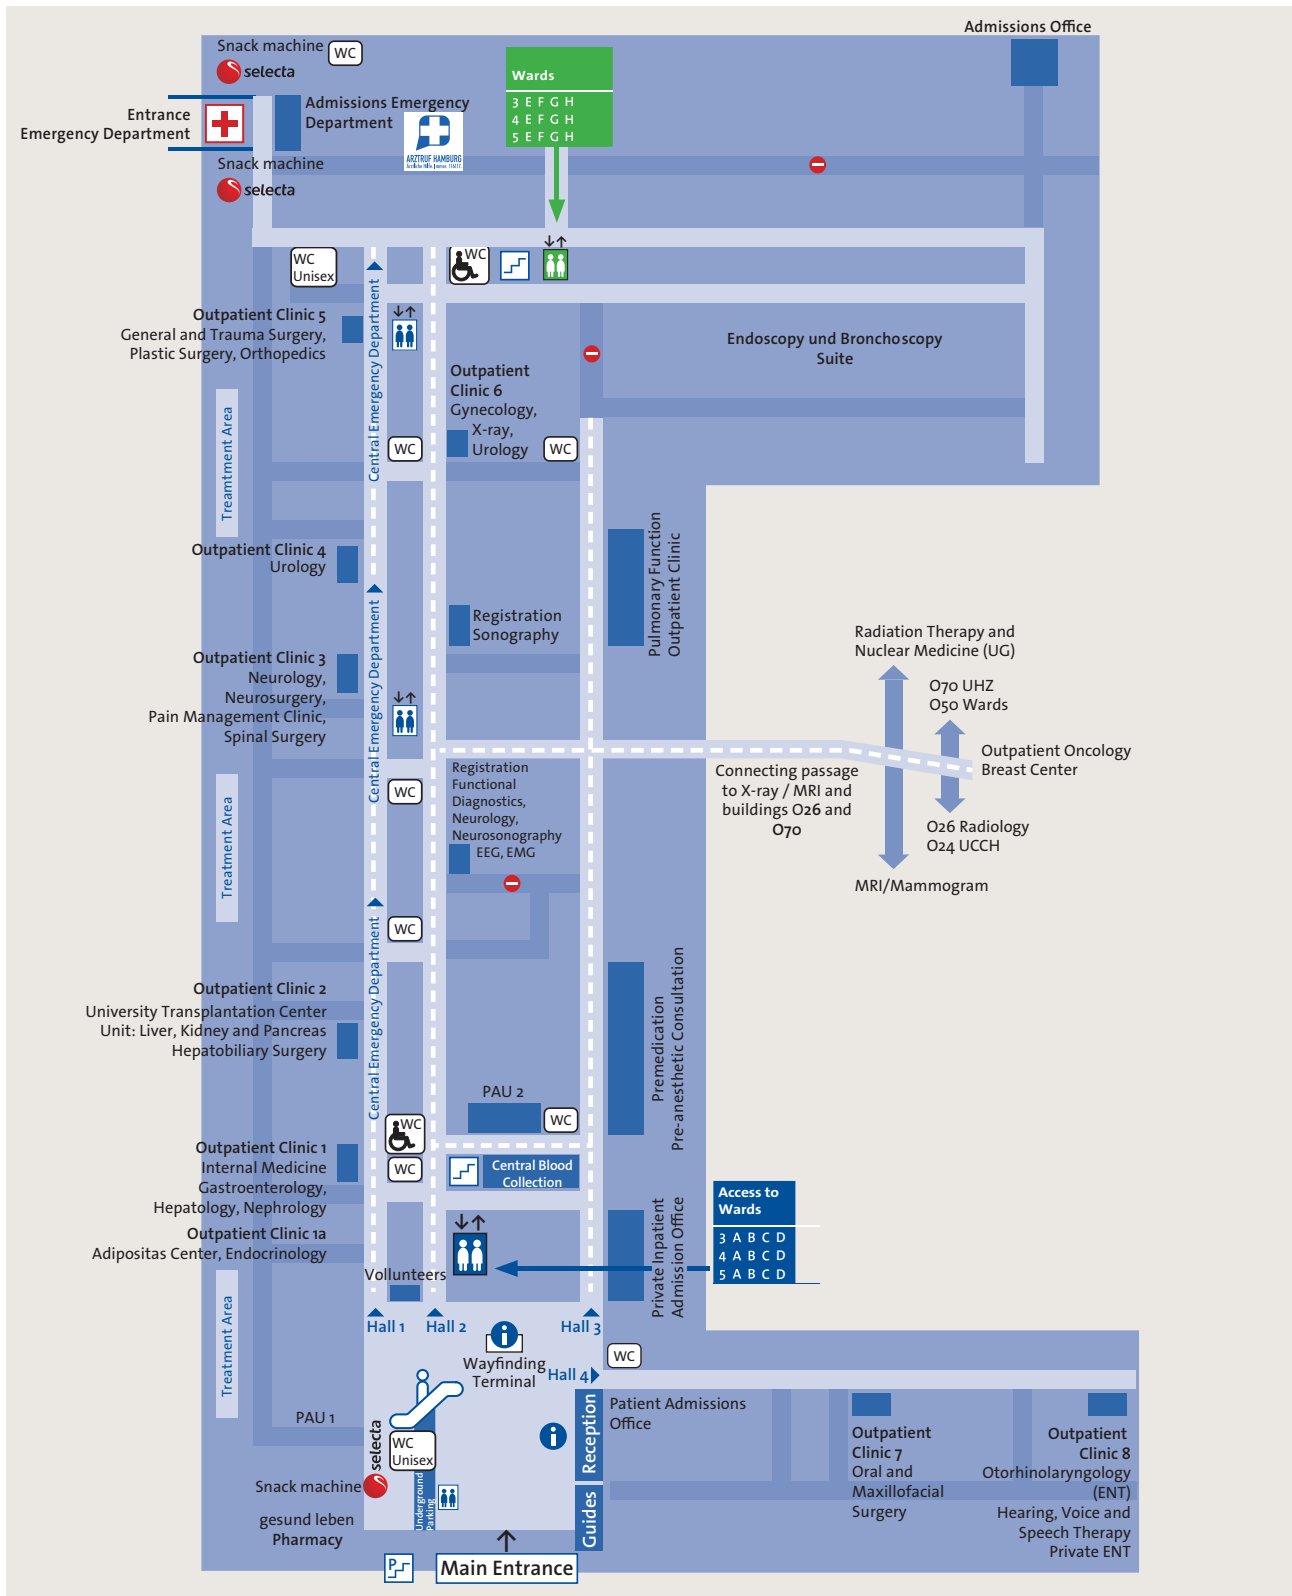 Admissions Office
Snack machine
WC
selecta
Wards
3 E F G H
4 E F G H
5 E F G H
Entrance
Emergency Department
Admissions Emergency
Department
ARZTRUF HAMBURG
Snack machine
selecta
WC
Unisex
WC
Outpatient Clinic 5
General and Trauma Surgery,
Plastic Surgery, Orthopedics
Central Emergency Department
Endoscopy und Bronchoscopy
Suite
Outpatient
Clinic 6
Gynecology,
X-ray,
Urology
WC
WC
Treamtment Area
Outpatient Clinic 4
Urology
Pulmonary Function
Outpatient Clinic
Registration
Sonography
Central Emergency Department
Outpatient Clinic 3
Neurology,
Neurosurgery,
Pain Management Clinic,
Spinal Surgery
Radiation Therapy and
Nuclear Medicine (UG)
O70 UHZ
O50 Wards
Outpatient Oncology
Breast Center
Connecting passage
to X-ray / MRI and
buildings O26 and
O70
O26 Radiology
O24 UCCH
MRI/Mammogram
Registration
Functional
Diagnostics,
Neurology,
Neurosonography
EEG, EMG
WC
Treatment Area
WC
Central Emergency Department
Outpatient Clinic 2
University Transplantation Center
Unit: Liver, Kidney and Pancreas
Hepatobiliary Surgery
Premedication
Pre-anesthetic Consultation
PAU 2
WC
WC
WC
Outpatient Clinic 1
Internal Medicine
Gastroenterology,
Hepatology, Nephrology
Central Blood
Collection
Outpatient Clinic 1a
Adipositas Center, Endocrinology
Access to
Wards
3 A B C D
4 A B C D
5 A B C D
Private Inpatient
Admission Office
Vollunteers
Treatment Area
Hall 1
Hall 2
Hall 3
Wayfinding
Terminal
Hall 4
WC
PAU 1
Reception
Patient Admissions
Office
Outpatient
Clinic 7
Oral and
Maxillofacial
Surgery
Outpatient
Clinic 8
Otorhinolaryngology
(ENT)
Hearing, Voice and
Speech Therapy
Private ENT
selecta
WC
Unisex
Snack machine
Underground
Parking
Guides
gesund leben
Pharmacy
P
Main Entrance